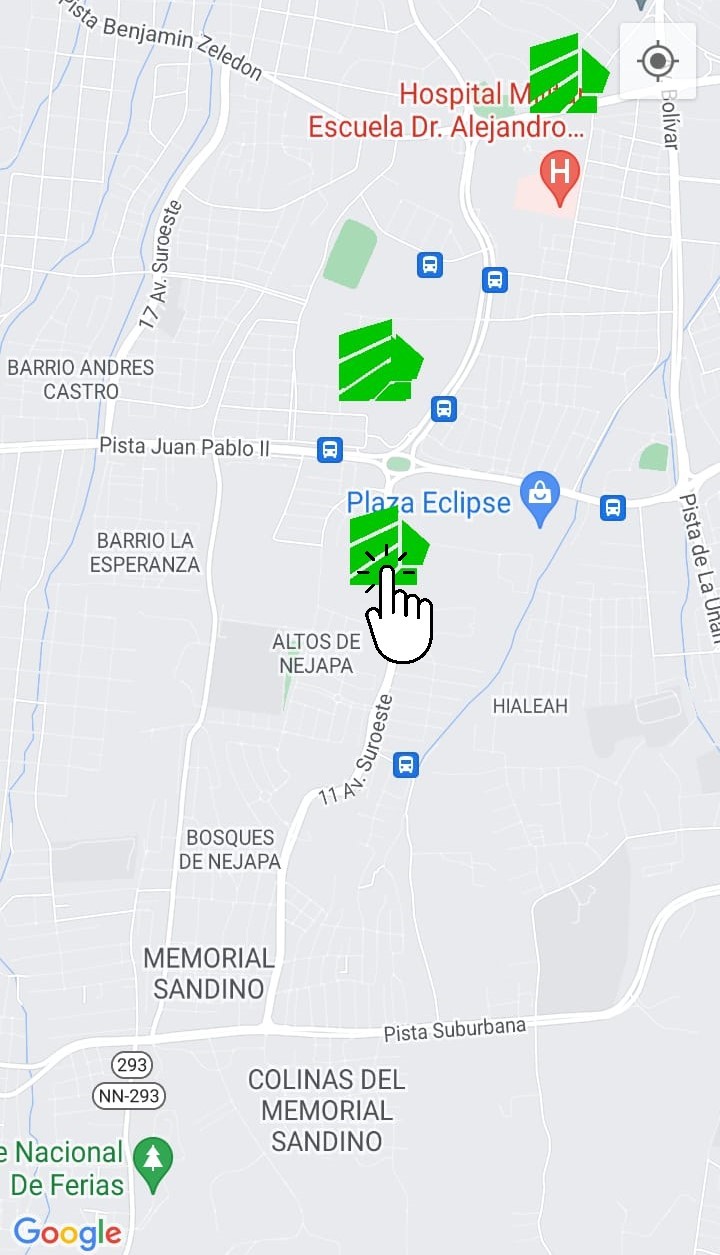 Pista Benjamin Zeledon
Bolívar
Hospital
Escuela Dr. Alejandro...
H
17 Av. Suroeste
BARRIO ANDRES
CASTRO
Pista Juan Pablo II
Plaza Eclipse
Pista de La Unan
BARRIO LA
ESPERANZA
ALTOS DE
NEJAPA
HIALEAH
11 Av. Suroeste
BOSQUES
DE NEJAPA
MEMORIAL
SANDINO
Pista Suburbana
293
NN-293
COLINAS DEL
MEMORIAL
SANDINO
e Nacional
De Ferias
Google